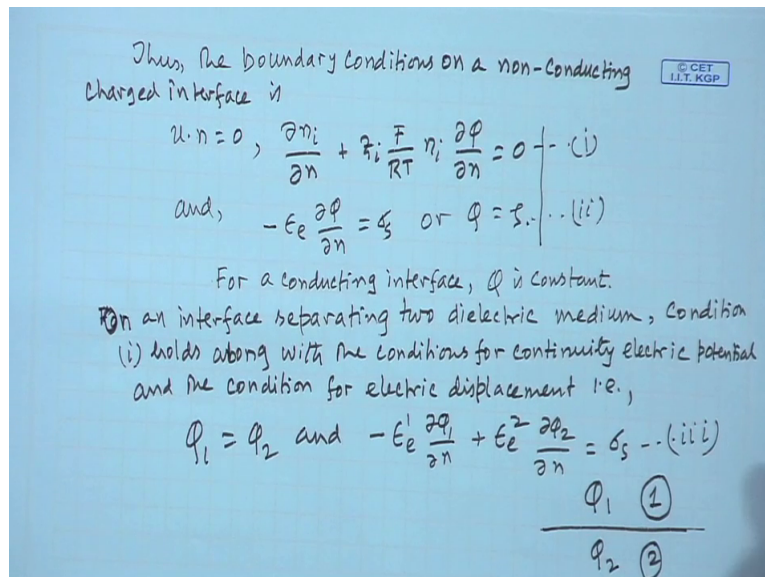 Thus, the boundary conditions on a non-conducting
© CET
I.I.T. KGP
charged interface is
u·n = 0, ∂n_i/∂n + z_i F/RT n_i ∂φ/∂n = 0 --- (i)
and, -ϵ_e ∂φ/∂n = σ_s or φ = ζ. -.. (ii)
For a conducting interface, φ is constant.
On an interface separating two dielectric medium, condition
(i) holds along with the conditions for continuity electric potential
and the condition for electric displacement i.e.,
φ_1 = φ_2 and -ϵ_e^1 ∂φ_1/∂n + ϵ_e^2 ∂φ_2/∂n = σ_s --(iii)
φ_1 ①
φ_2 ②